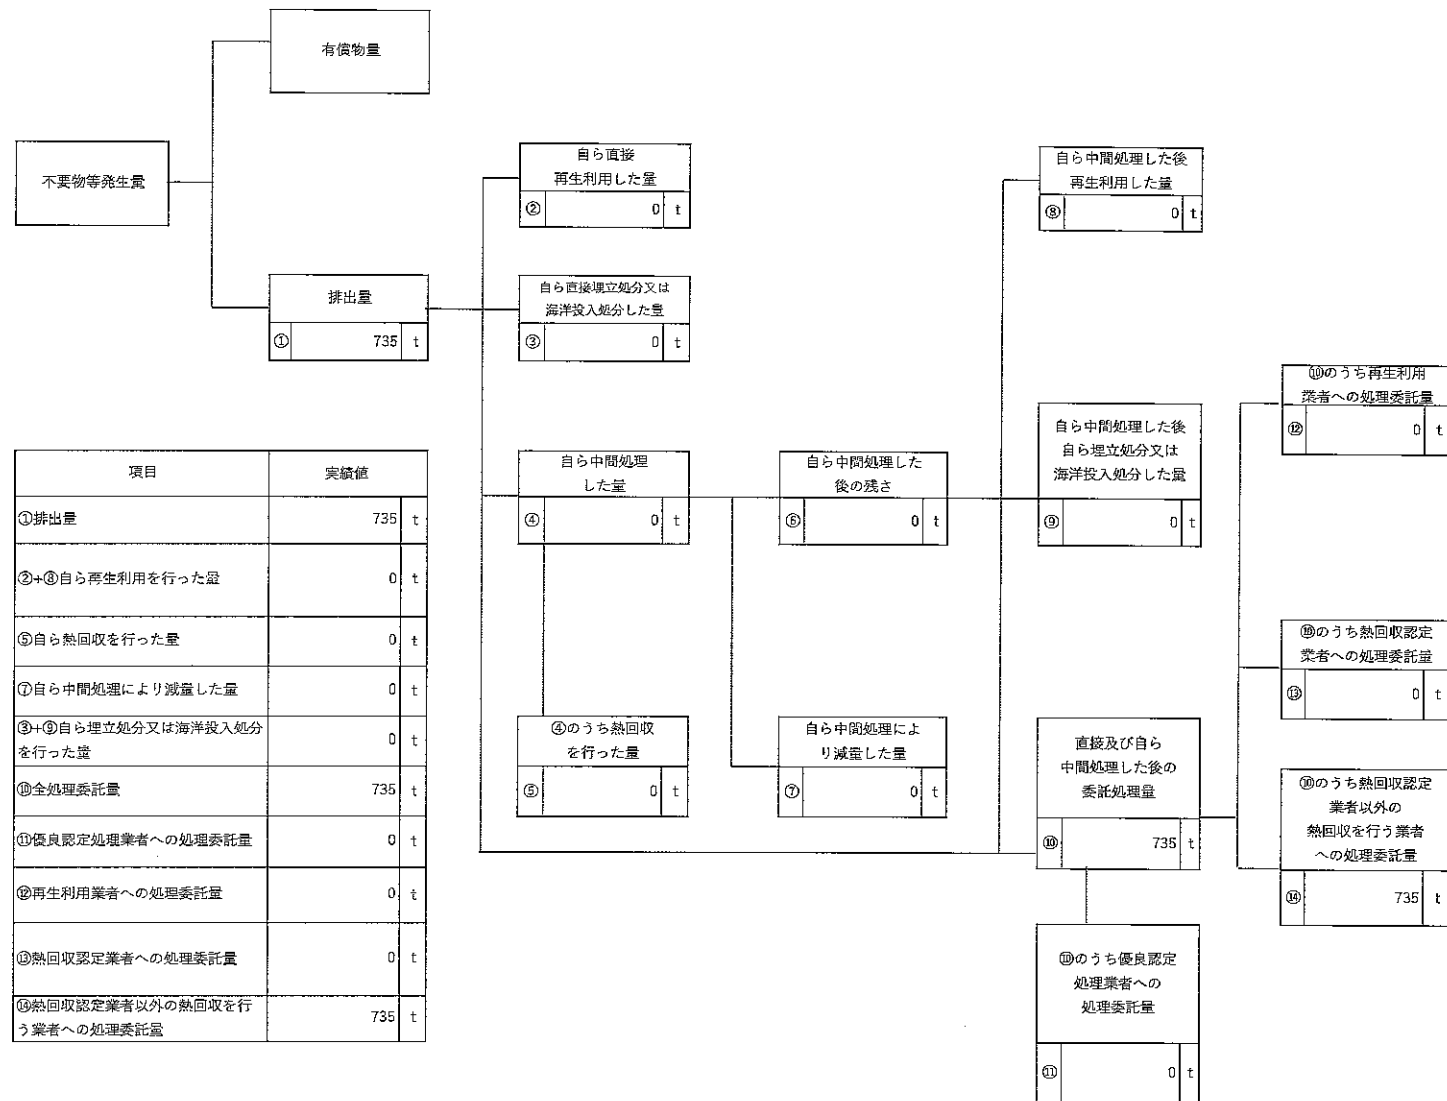 有償物量
不要物等発生量
排出量
① 735 t
自ら直接
再生利用した量
② 0 t
自ら直接埋立処分又は
海洋投入処分した量
③ 0 t
自ら中間処理
した量
④ 0 t
④のうち熱回収
を行った量
⑤ 0 t
自ら中間処理した
後の残さ
⑥ 0 t
自ら中間処理によ
り減量した量
⑦ 0 t
自ら中間処理した後
再生利用した量
⑧ 0 t
自ら中間処理した後
自ら埋立処分又は
海洋投入処分した量
⑨ 0 t
直接及び自ら
中間処理した後の
委託処理量
⑩ 735 t
⑩のうち優良認定
処理業者への
処理委託量
⑪ 0 t
⑩のうち再生利用
業者への処理委託量
⑫ 0 t
⑩のうち熱回収認定
業者への処理委託量
⑬ 0 t
⑩のうち熱回収認定
業者以外の
熱回収を行う業者
への処理委託量
⑭ 735 t
項目 実績値
①排出量 735 t
②+⑧自ら再生利用を行った量 0 t
⑤自ら熱回収を行った量 0 t
⑦自ら中間処理により減量した量 0 t
③+⑨自ら埋立処分又は海洋投入処分
を行った量 0 t
⑩全処理委託量 735 t
⑪優良認定処理業者への処理委託量 0 t
⑫再生利用業者への処理委託量 0 t
⑬熱回収認定業者への処理委託量 0 t
⑭熱回収認定業者以外の熱回収を行
う業者への処理委託量 735 t